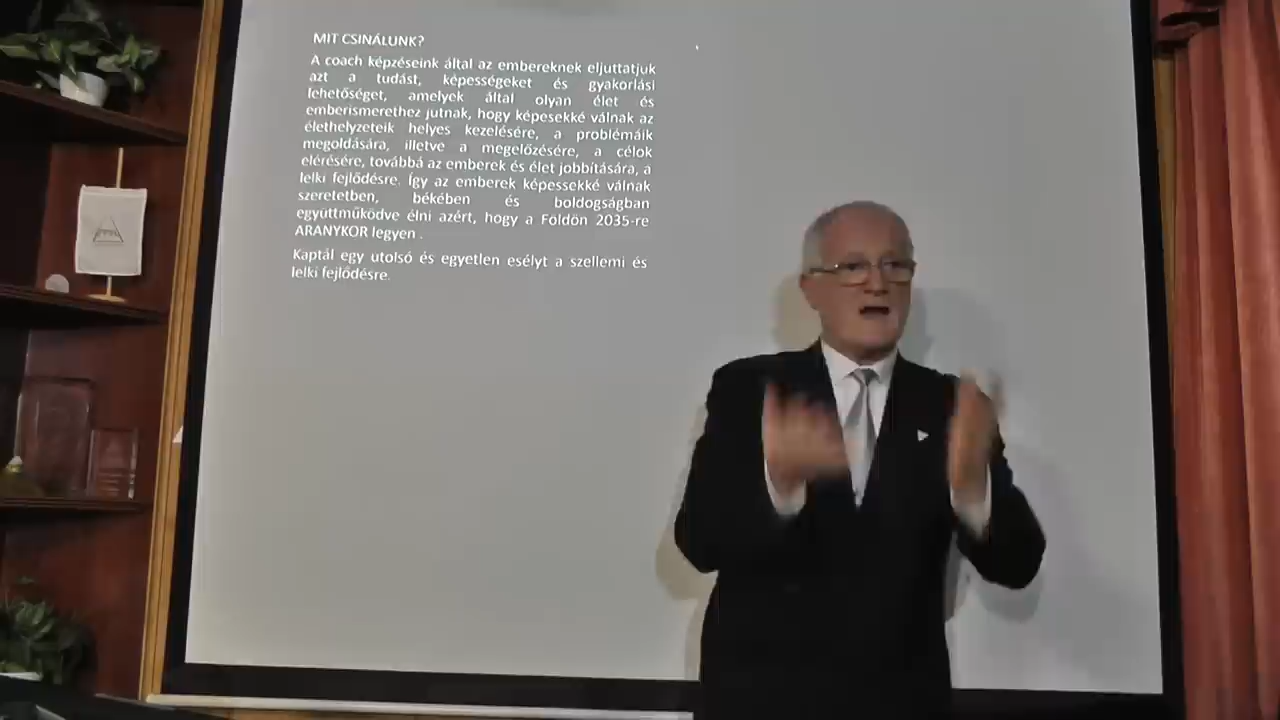 MIT CSINÁLUNK?
A coach képzéseink által az embereknek eljuttatjuk
azt a tudást, képességeket és gyakorlási
lehetőséget, amelyek által olyan élet és
emberismerethez jutnak, hogy képesekké válnak az
élethelyzeteik helyes kezelésére, a problémáik
megoldására, illetve a megelőzésére, a célok
elérésére, továbbá az emberek és élet jobbítására, a
lelki fejlődésre. Így az emberek képessekké válnak
szeretetben, békében és boldogságban
együttműködve élni azért, hogy a Földön 2035-re
ARANYKOR legyen .
Kaptál egy utolsó és egyetlen esélyt a szellemi és
lelki fejlődésre.